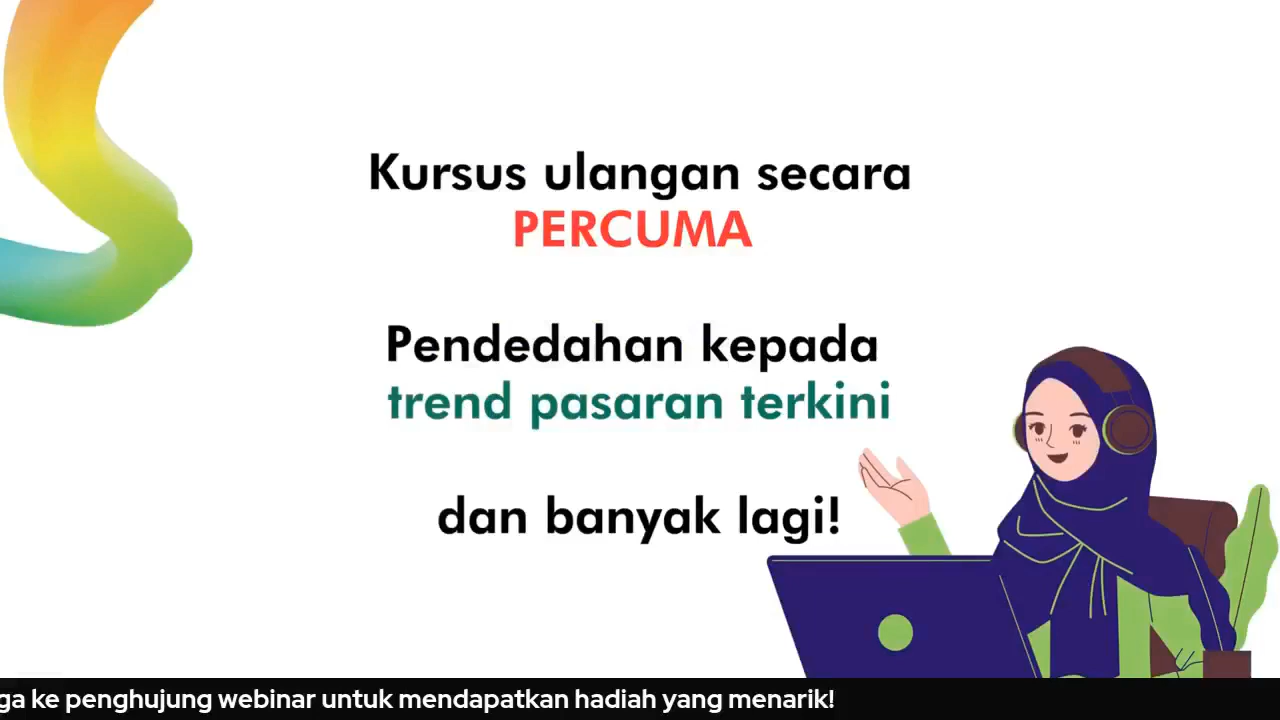 Kursus ulangan secara
PERCUMA
Pendedahan kepada
trend pasaran terkini
dan banyak lagi!
ke penghujung webinar untuk mendapatkan hadiah yang menarik!